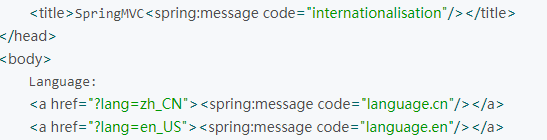 <title>SpringMVC<spring:message code="internationalisation"/></title>
</head>
<body>
Language:
<a href="?lang=zh_CN"><spring:message code="language.cn"/></a>
<a href="?lang=en_US"><spring:message code="language.en"/></a>